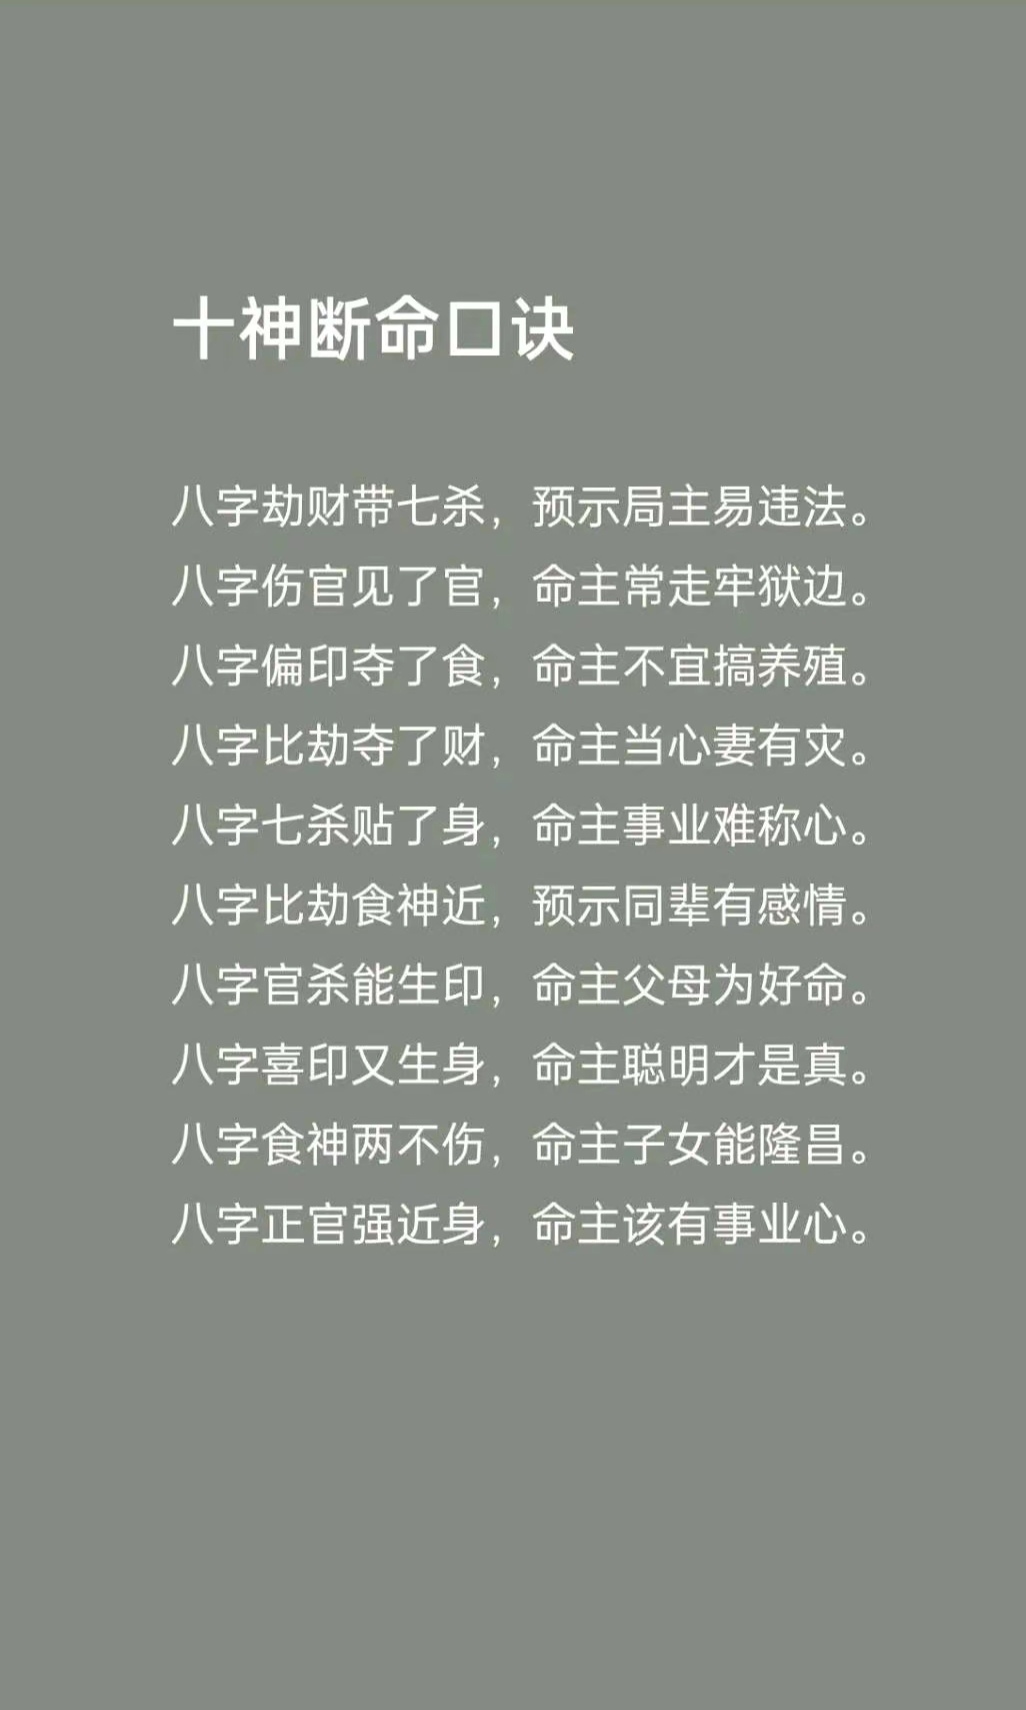 十神断命口诀
八字劫财带七杀，预示局主易违法。
八字伤官见了官，命主常走牢狱边。
八字偏印夺了食，命主不宜搞养殖。
八字比劫夺了财，命主当心妻有灾。
八字七杀贴了身，命主事业难称心。
八字比劫食神近，预示同辈有感情。
八字官杀能生印，命主父母为好命。
八字喜印又生身，命主聪明才是真。
八字食神两不伤，命主子女能隆昌。
八字正官强近身，命主该有事业心。